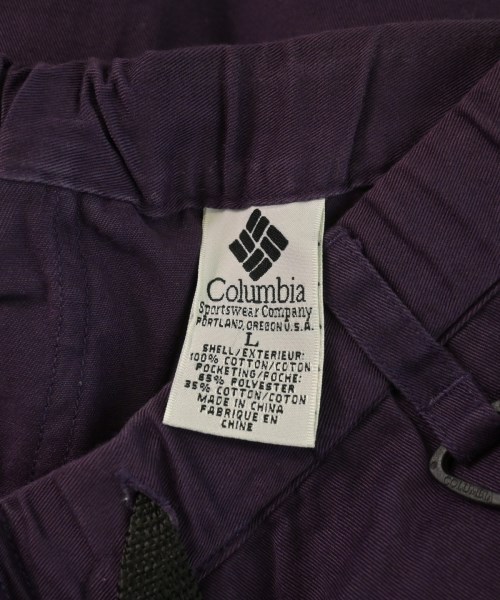 Columbia
Sportswear Company
PORTLAND, OREGON U.S.A.
L
SHELL/EXTERIEUR:
100% COTTON/COTON
POCKETING/POCHE:
65% POLYESTER
35% COTTON/COTON
MADE IN CHINA
FABRIQUE EN
CHINE
COLUMBIA